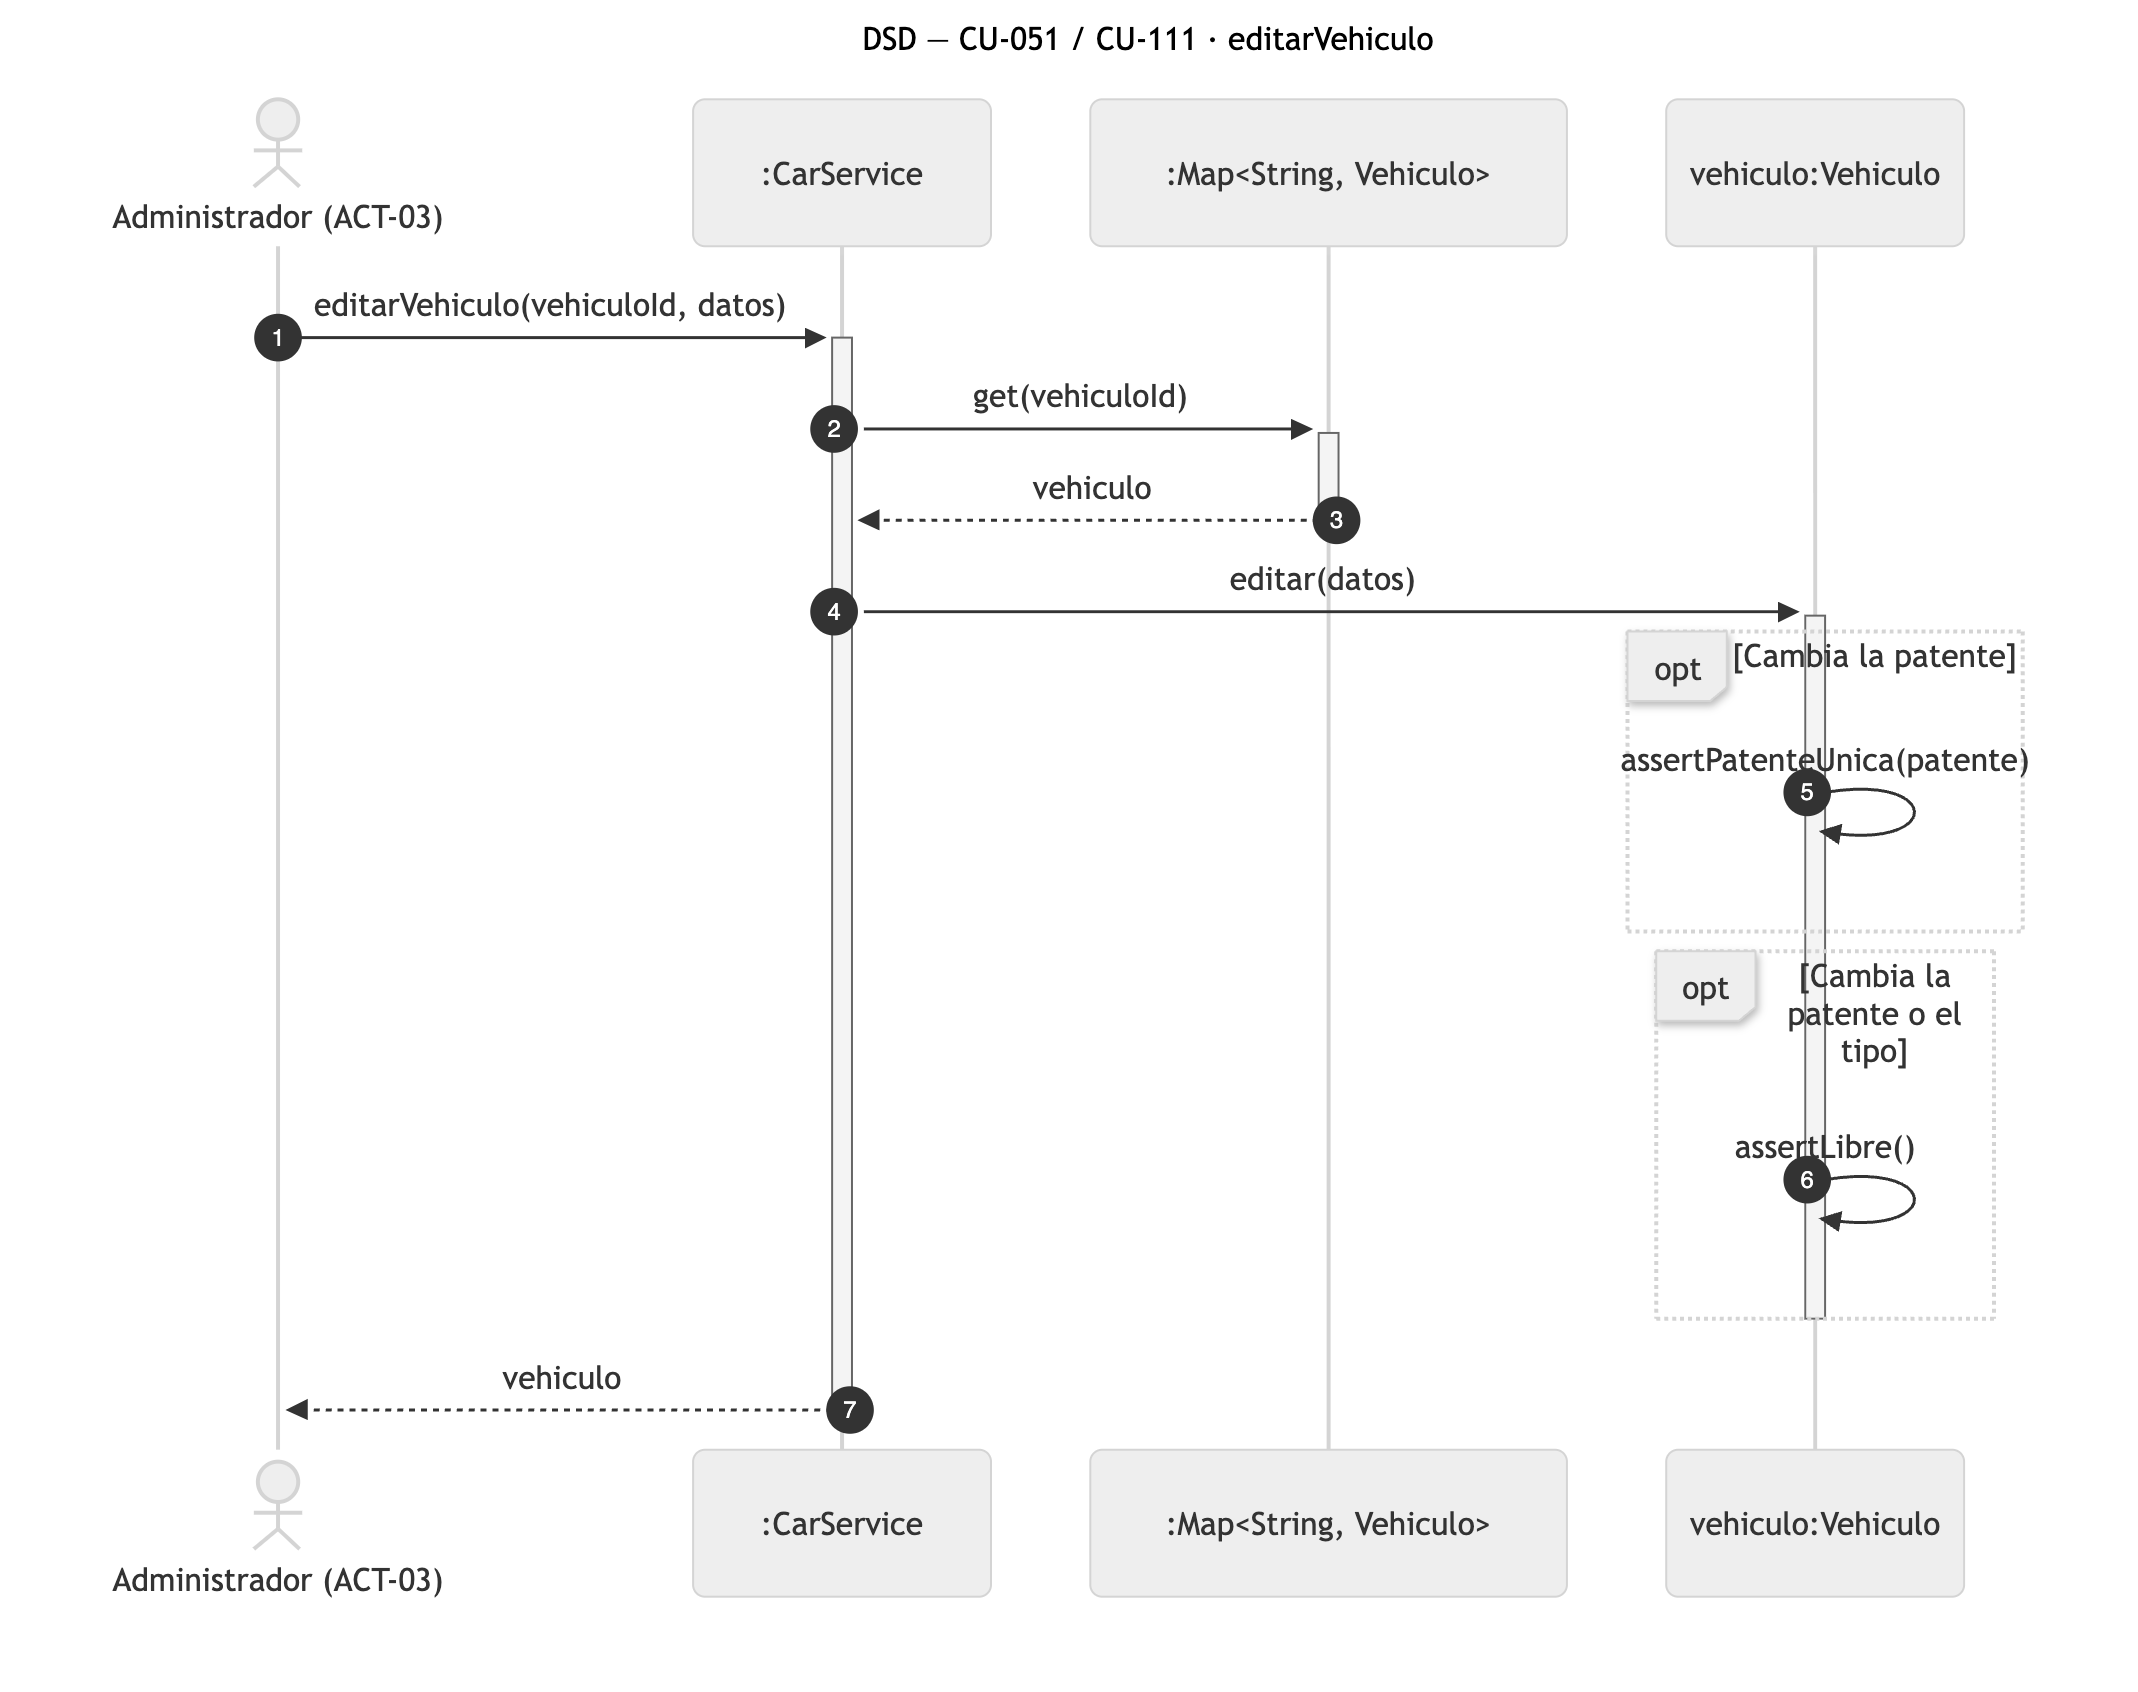 DSD — CU-051 / CU-111 · editarVehiculo
Administrador (ACT-03)
:CarService
:Map<String, Vehiculo>
vehiculo:Vehiculo
editarVehiculo(vehiculoId, datos)
1
get(vehiculoId)
2
vehiculo
3
editar(datos)
4
opt
[Cambia la patente]
assertPatenteUnica(patente)
5
opt
[Cambia la
patente o el
tipo]
assertLibre()
6
vehiculo
7
Administrador (ACT-03)
:CarService
:Map<String, Vehiculo>
vehiculo:Vehiculo